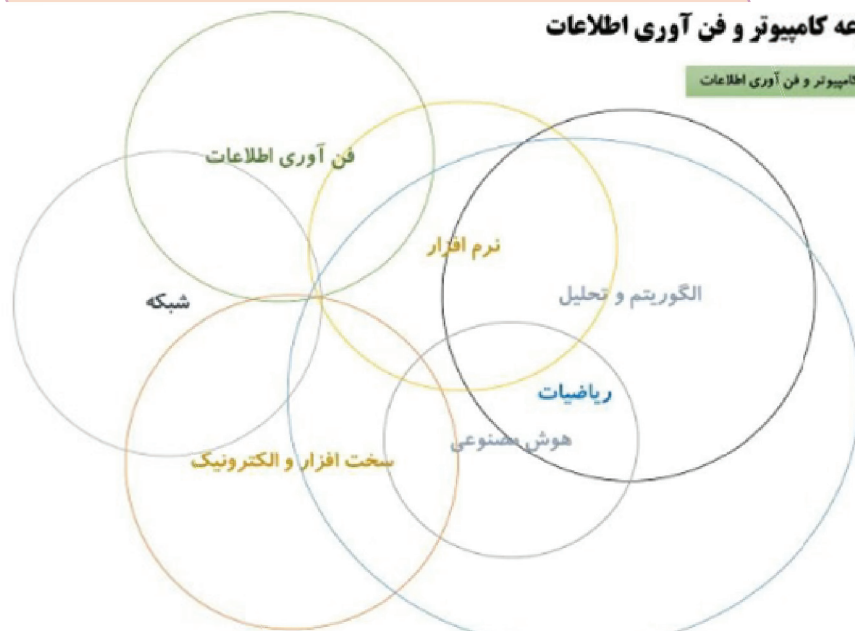 کامپیوتر و فن آوری اطلاعات
کامپیوتر و فن آوری اطلاعات
فن آوری اطلاعات
نرم افزار
شبکه
الگوریتم و تحلیل
ریاضیات
هوش مصنوعی
سخت افزار و الکترونیک